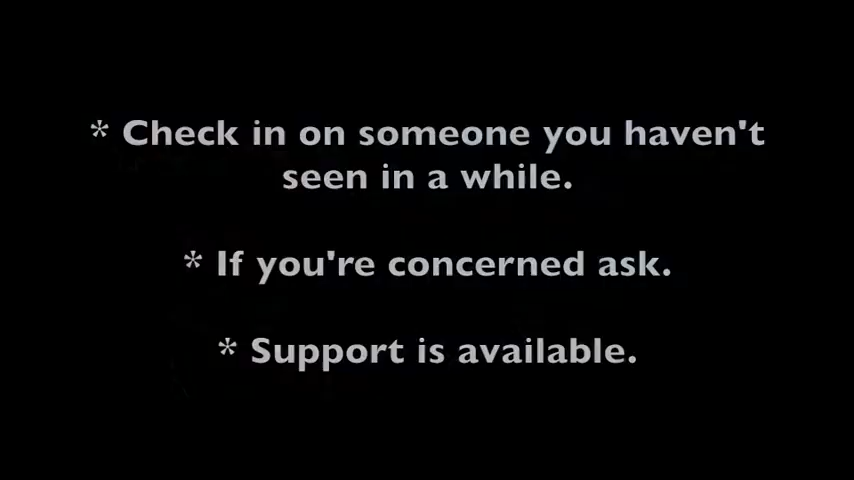 * Check in on someone you haven't
seen in a while.
* If you're concerned ask.
* Support is available.